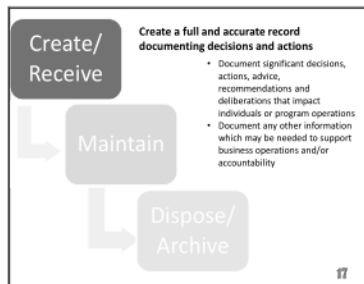 Create/
Receive
Create a full and accurate record
documenting decisions and actions
• Document significant decisions,
actions, advice,
recommendations and
deliberations that impact
individuals or program operations
• Document any other information
which may be needed to support
business operations and/or
accountability
Maintain
Dispose/
Archive
17